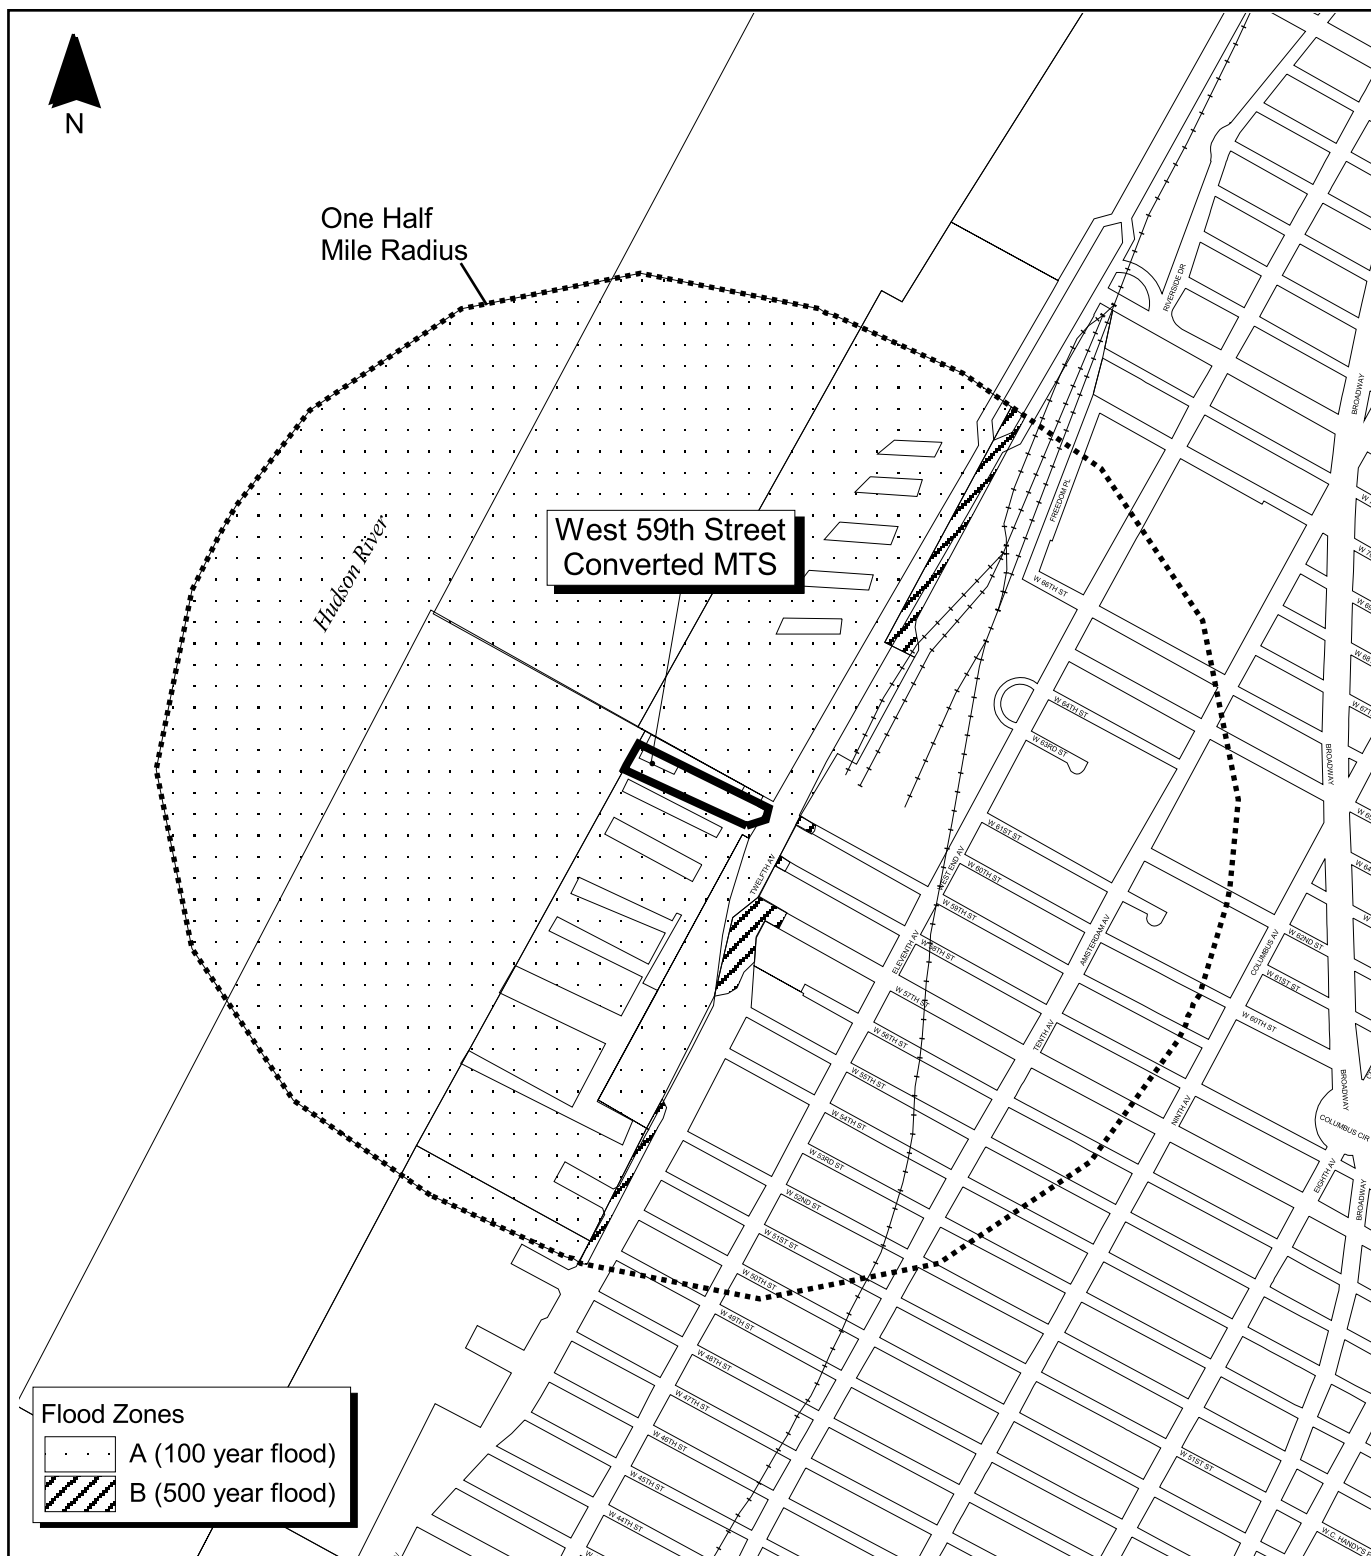 N
One Half
Mile Radius
RIVERSIDE DR
BROADWAY
FREEDOM PL
Hudson River
West 59th Street
Converted MTS
W 66TH ST
W 64TH ST
W 63RD ST
BROADWAY
W 61ST ST
W 60TH ST
WEST END AV
W 59TH ST
TWELFTH AV
W 58TH ST
ELEVENTH AV
AMSTERDAM AV
COLUMBUS AV
W 62ND ST
W 61ST ST
W 60TH ST
W 57TH ST
W 56TH ST
TENTH AV
W 55TH ST
W 54TH ST
NINTH AV
BROADWAY
COLUMBUS CIR
W 53RD ST
EIGHTH AV
BROADWAY
W 52ND ST
W 51ST ST
W 50TH ST
W 49TH ST
W 48TH ST
W 47TH ST
W 46TH ST
W 45TH ST
W 44TH ST
W 51ST ST
W.C. HANDY'S
Flood Zones
A (100 year flood)
B (500 year flood)